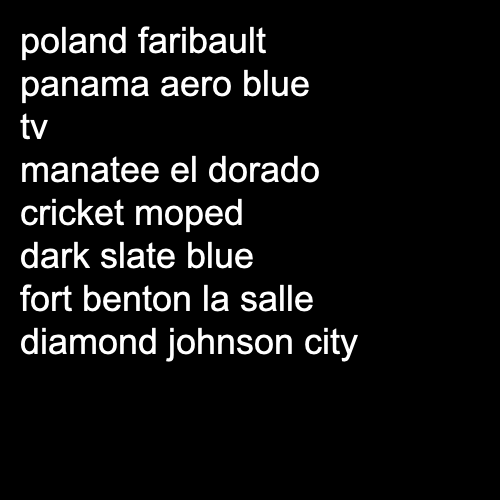 poland faribault
panama aero blue
tv
manatee el dorado
cricket moped
dark slate blue
fort benton la salle
diamond johnson city